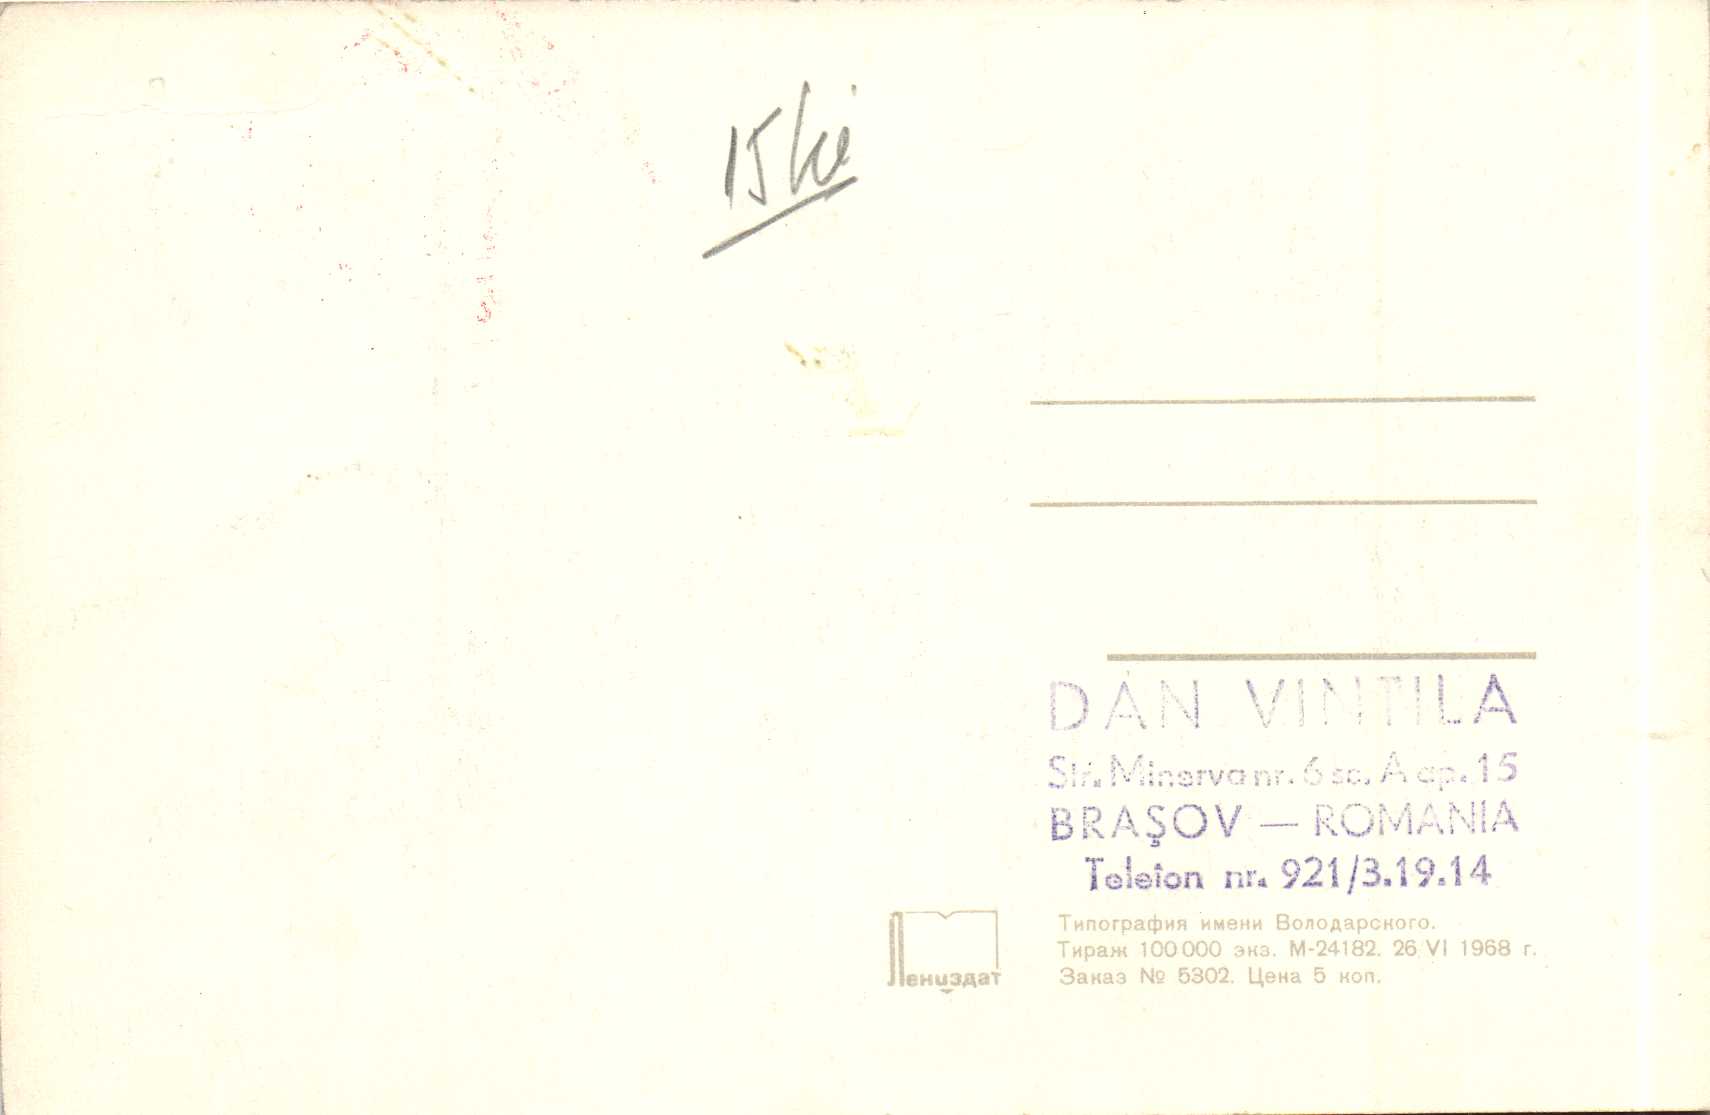 15 lei
DAN VINTILA
Str. Minerva nr. 6 sc. A ap. 15
BRAŞOV — ROMANIA
Telefon nr. 921/3.19.14
Лениздат
Типография имени Володарского.
Тираж 100 000 экз. М-24182. 26 VI 1968 г.
Заказ № 5302. Цена 5 коп.